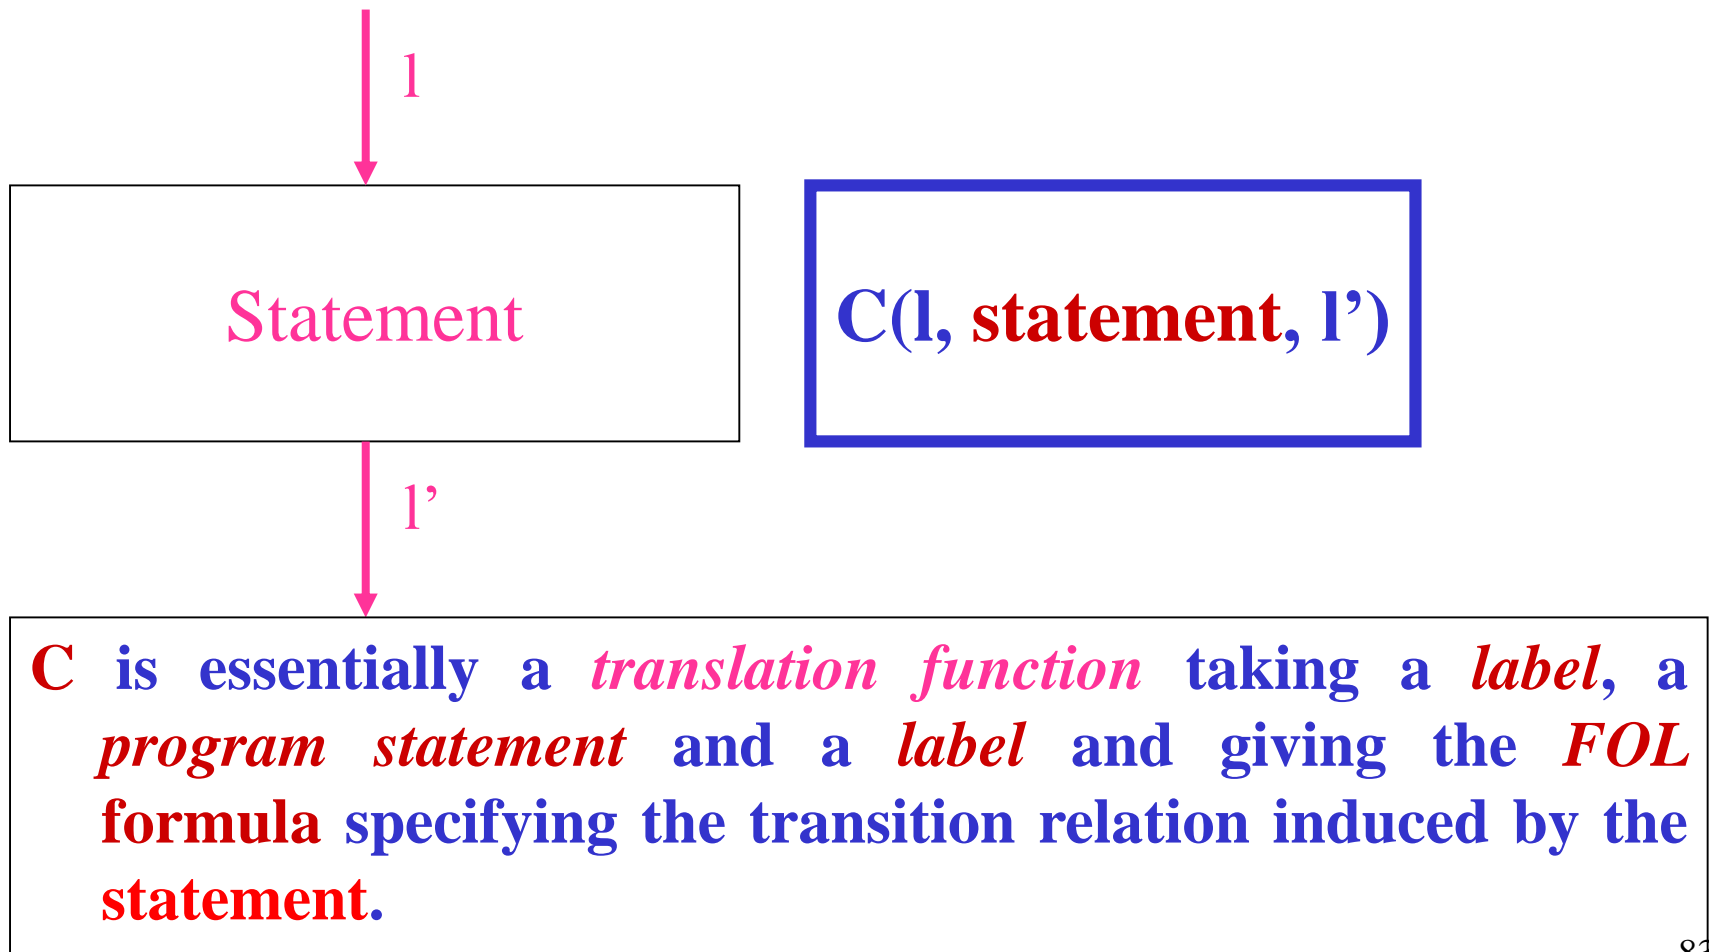 l
Statement
C(l, statement, l’)
l’
C is essentially a translation function taking a label, a
program statement and a label and giving the FOL
formula specifying the transition relation induced by the
statement.